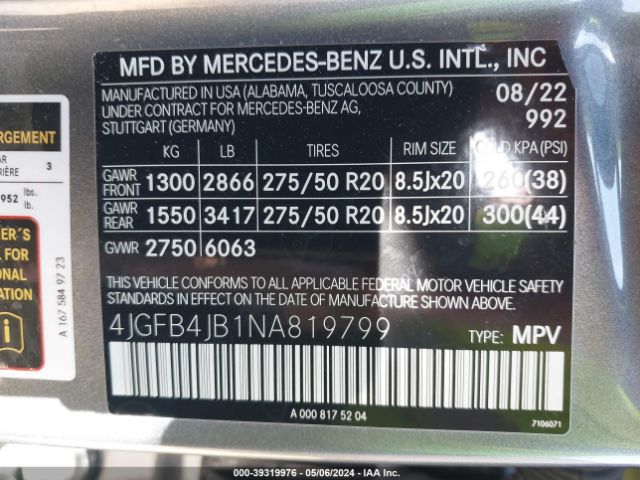 MFD BY MERCEDES-BENZ U.S. INTL., INC
MANUFACTURED IN USA (ALABAMA, TUSCALOOSA COUNTY) 08/22
UNDER CONTRACT FOR MERCEDES-BENZ AG, 992
STUTTGART (GERMANY)
KG LB TIRES RIM SIZE COLD KPA (PSI)
GAWR FRONT 1300 2866 275/50 R20 8.5Jx20 260(38)
GAWR REAR 1550 3417 275/50 R20 8.5Jx20 300(44)
GVWR 2750 6063
THIS VEHICLE CONFORMS TO ALL APPLICABLE FEDERAL MOTOR VEHICLE SAFETY
STANDARDS IN EFFECT ON THE DATE OF MANUFACTURE SHOWN ABOVE.
4JGFB4JB1NA819799 TYPE: MPV
A 000 817 52 04
7106071
3
952 lbs.
lb.
A 167 584 97 23
000-39319976 - 05/06/2024 - IAA